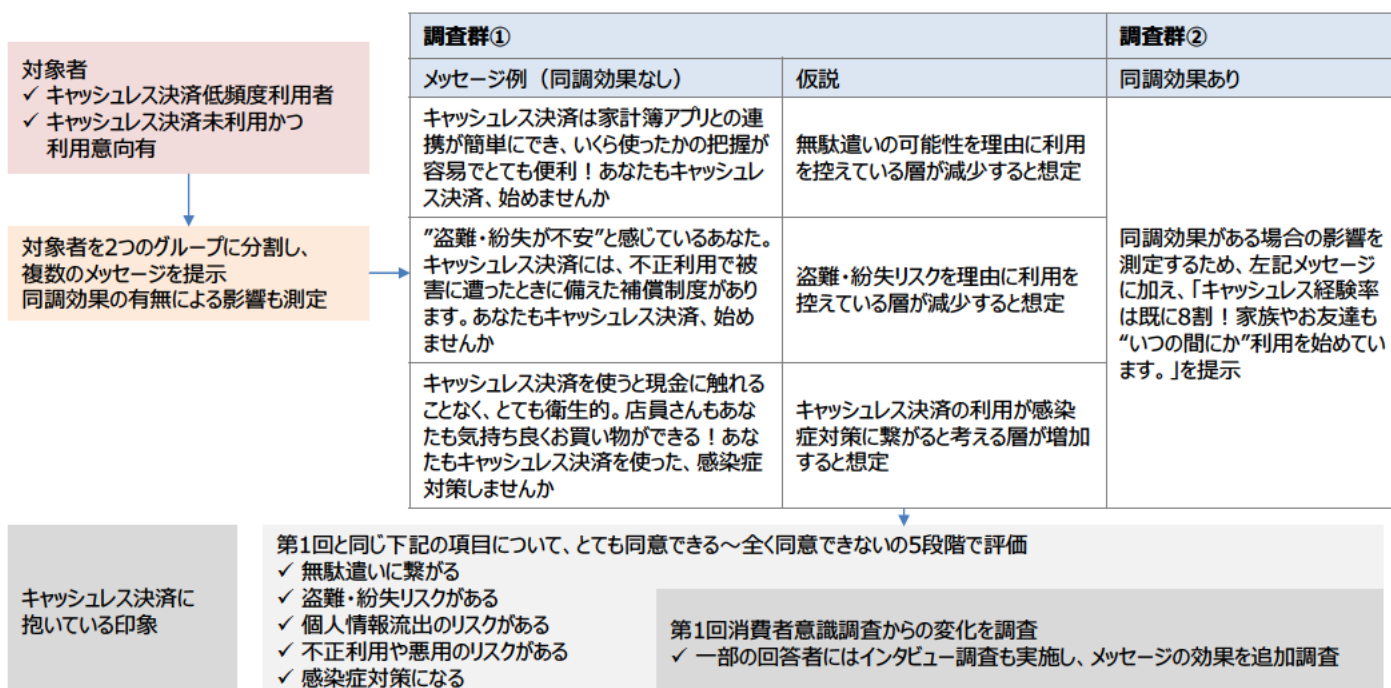 対象者
✓ キャッシュレス決済低頻度利用者
✓ キャッシュレス決済未利用かつ
利用意向有
対象者を2つのグループに分割し、
複数のメッセージを提示
同調効果の有無による影響も測定
調査群①
調査群②
メッセージ例（同調効果なし）
仮説
同調効果あり
キャッシュレス決済は家計簿アプリとの連
携が簡単にでき、いくら使ったかの把握が
容易でとても便利！あなたもキャッシュレ
ス決済、始めませんか
無駄遣いの可能性を理由に利用
を控えている層が減少すると想定
”盗難・紛失が不安”と感じているあなた。
キャッシュレス決済には、不正利用で被
害に遭ったときに備えた補償制度があり
ます。あなたもキャッシュレス決済、始め
ませんか
盗難・紛失リスクを理由に利用を
控えている層が減少すると想定
キャッシュレス決済を使うと現金に触れる
ことなく、とても衛生的。店員さんもあな
たも気持ち良くお買い物ができる！あな
たもキャッシュレス決済を使った、感染症
対策しませんか
キャッシュレス決済の利用が感染
症対策に繋がると考える層が増加
すると想定
同調効果がある場合の影響を
測定するため、左記メッセージ
に加え、「キャッシュレス経験率
は既に8割！家族やお友達も
“いつの間にか”利用を始めてい
ます。」を提示
キャッシュレス決済に
抱いている印象
第1回と同じ下記の項目について、とても同意できる～全く同意できないの5段階で評価
✓ 無駄遣いに繋がる
✓ 盗難・紛失リスクがある
✓ 個人情報流出のリスクがある
✓ 不正利用や悪用のリスクがある
✓ 感染症対策になる
第1回消費者意識調査からの変化を調査
✓ 一部の回答者にはインタビュー調査も実施し、メッセージの効果を追加調査